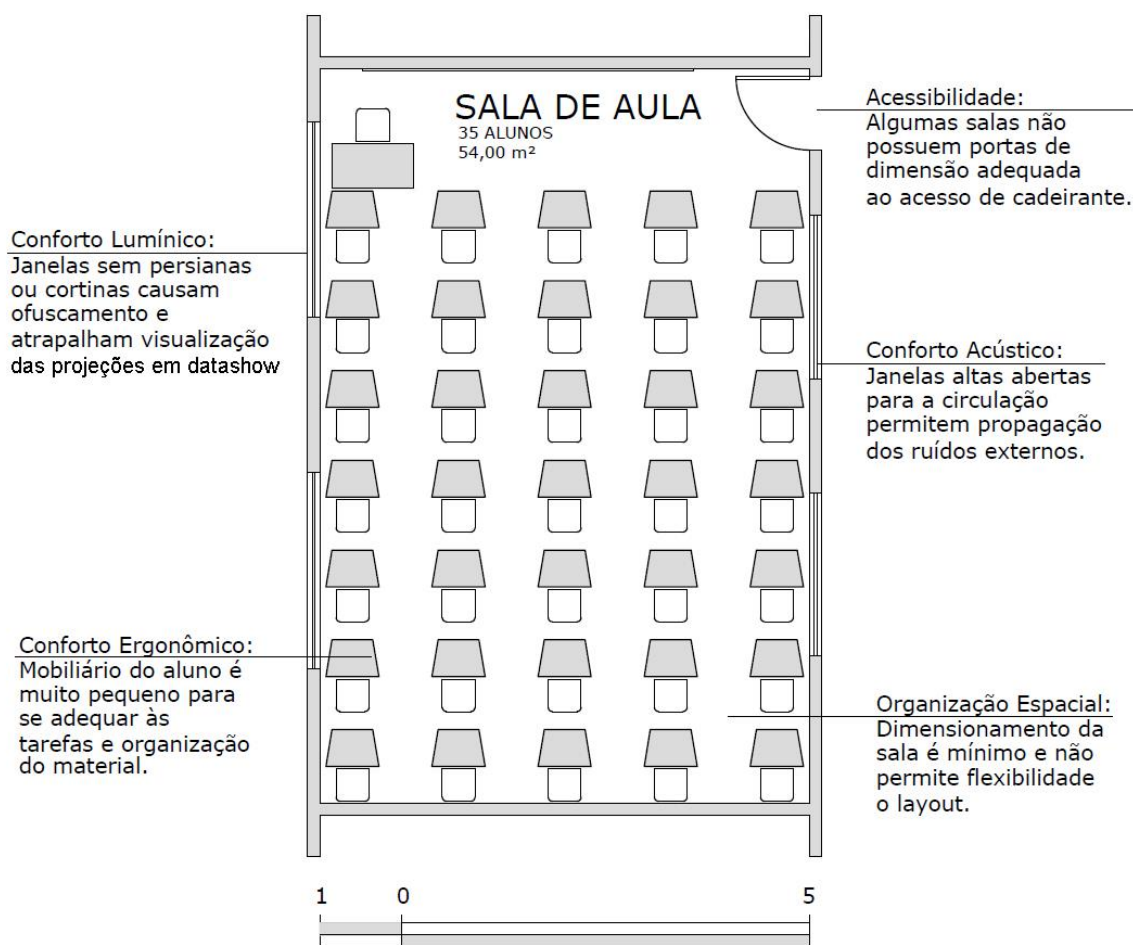 SALA DE AULA
35 ALUNOS
54,00 m²
Acessibilidade:
Algumas salas não
possuem portas de
dimensão adequada
ao acesso de cadeirante.
Conforto Lumínico:
Janelas sem persianas
ou cortinas causam
ofuscamento e
atrapalham visualização
das projeções em datashow
Conforto Acústico:
Janelas altas abertas
para a circulação
permitem propagação
dos ruídos externos.
Conforto Ergonômico:
Mobiliário do aluno é
muito pequeno para
se adequar às
tarefas e organização
do material.
Organização Espacial:
Dimensionamento da
sala é mínimo e não
permite flexibilidade
o layout.
1 0 5